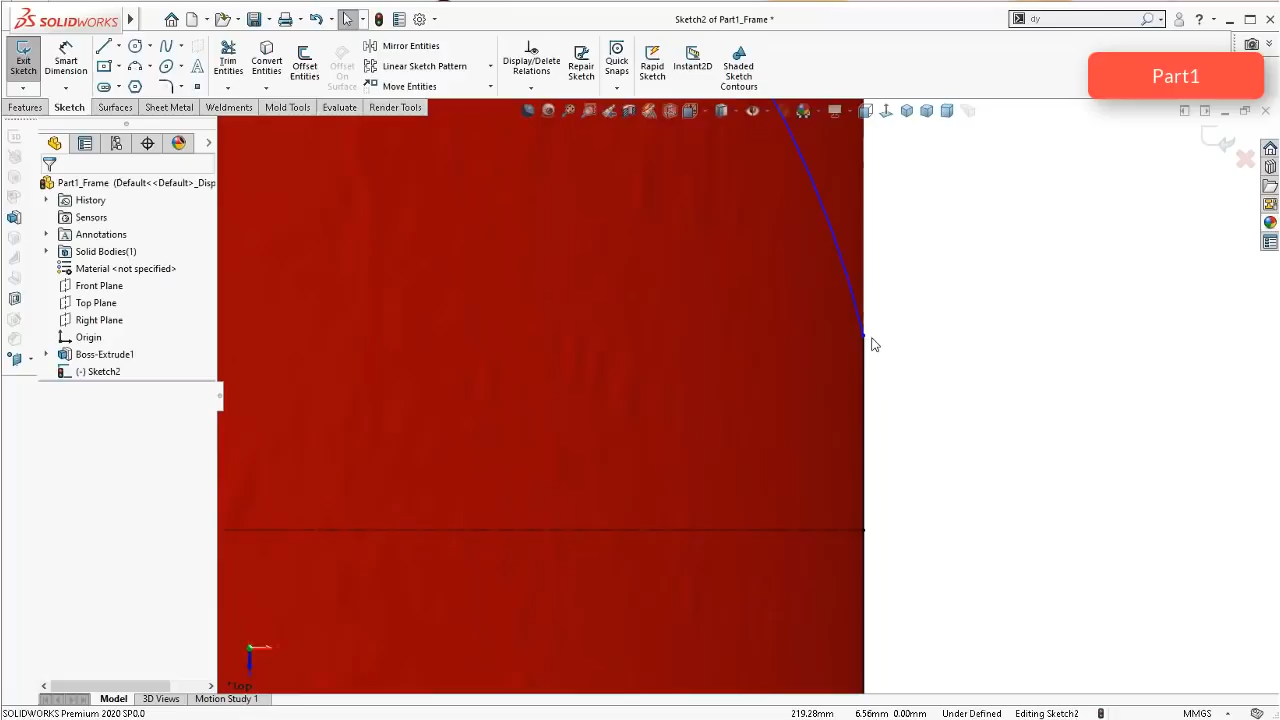 SOLIDWORKS
Sketch2 of Part1_Frame *
dy
Exit Sketch
Smart Dimension
Trim Entities
Convert Entities
Offset Entities
Offset On Surface
Mirror Entities
Linear Sketch Pattern
Move Entities
Display/Delete Relations
Repair Sketch
Quick Snaps
Rapid Sketch
Instant2D
Shaded Sketch Contours
Part1
Features
Sketch
Surfaces
Sheet Metal
Weldments
Mold Tools
Evaluate
Render Tools
Part1_Frame (Default<<Default>_Disp
History
Sensors
Annotations
Solid Bodies(1)
Material <not specified>
Front Plane
Top Plane
Right Plane
Origin
Boss-Extrude1
(-) Sketch2
*Top
Model
3D Views
Motion Study 1
SOLIDWORKS Premium 2020 SP0.0
219.28mm
6.56mm 0.00mm
Under Defined
Editing Sketch2
MMGS